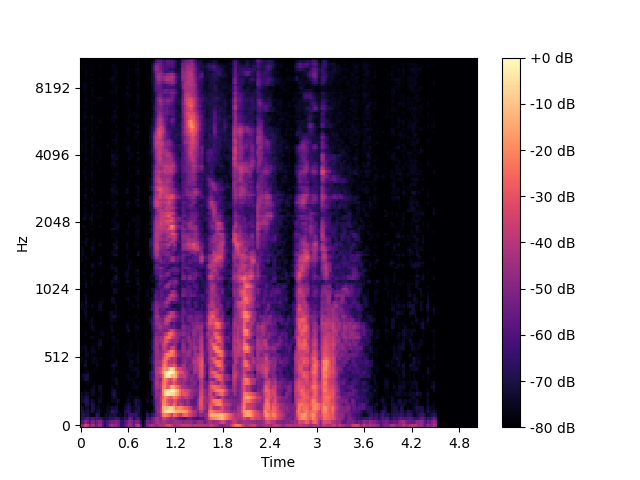 8192
4096
2048
1024
512
0
Hz
0 0.6 1.2 1.8 2.4 3 3.6 4.2 4.8
Time
+0 dB
-10 dB
-20 dB
-30 dB
-40 dB
-50 dB
-60 dB
-70 dB
-80 dB